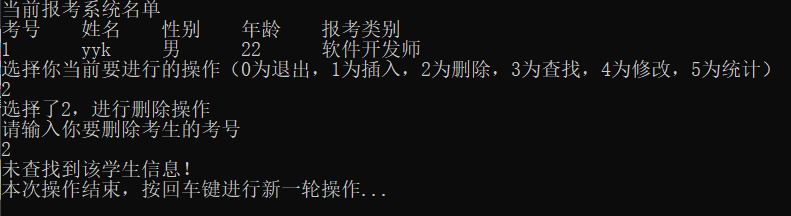 当前报考系统名单
考号 姓名 性别 年龄 报考类别
1 yyk 男 22 软件开发师
选择你当前要进行的操作（0为退出，1为插入，2为删除，3为查找，4为修改，5为统计）
2
选择了2，进行删除操作
请输入你要删除考生的考号
2
未查找到该学生信息！
本次操作结束，按回车键进行新一轮操作...